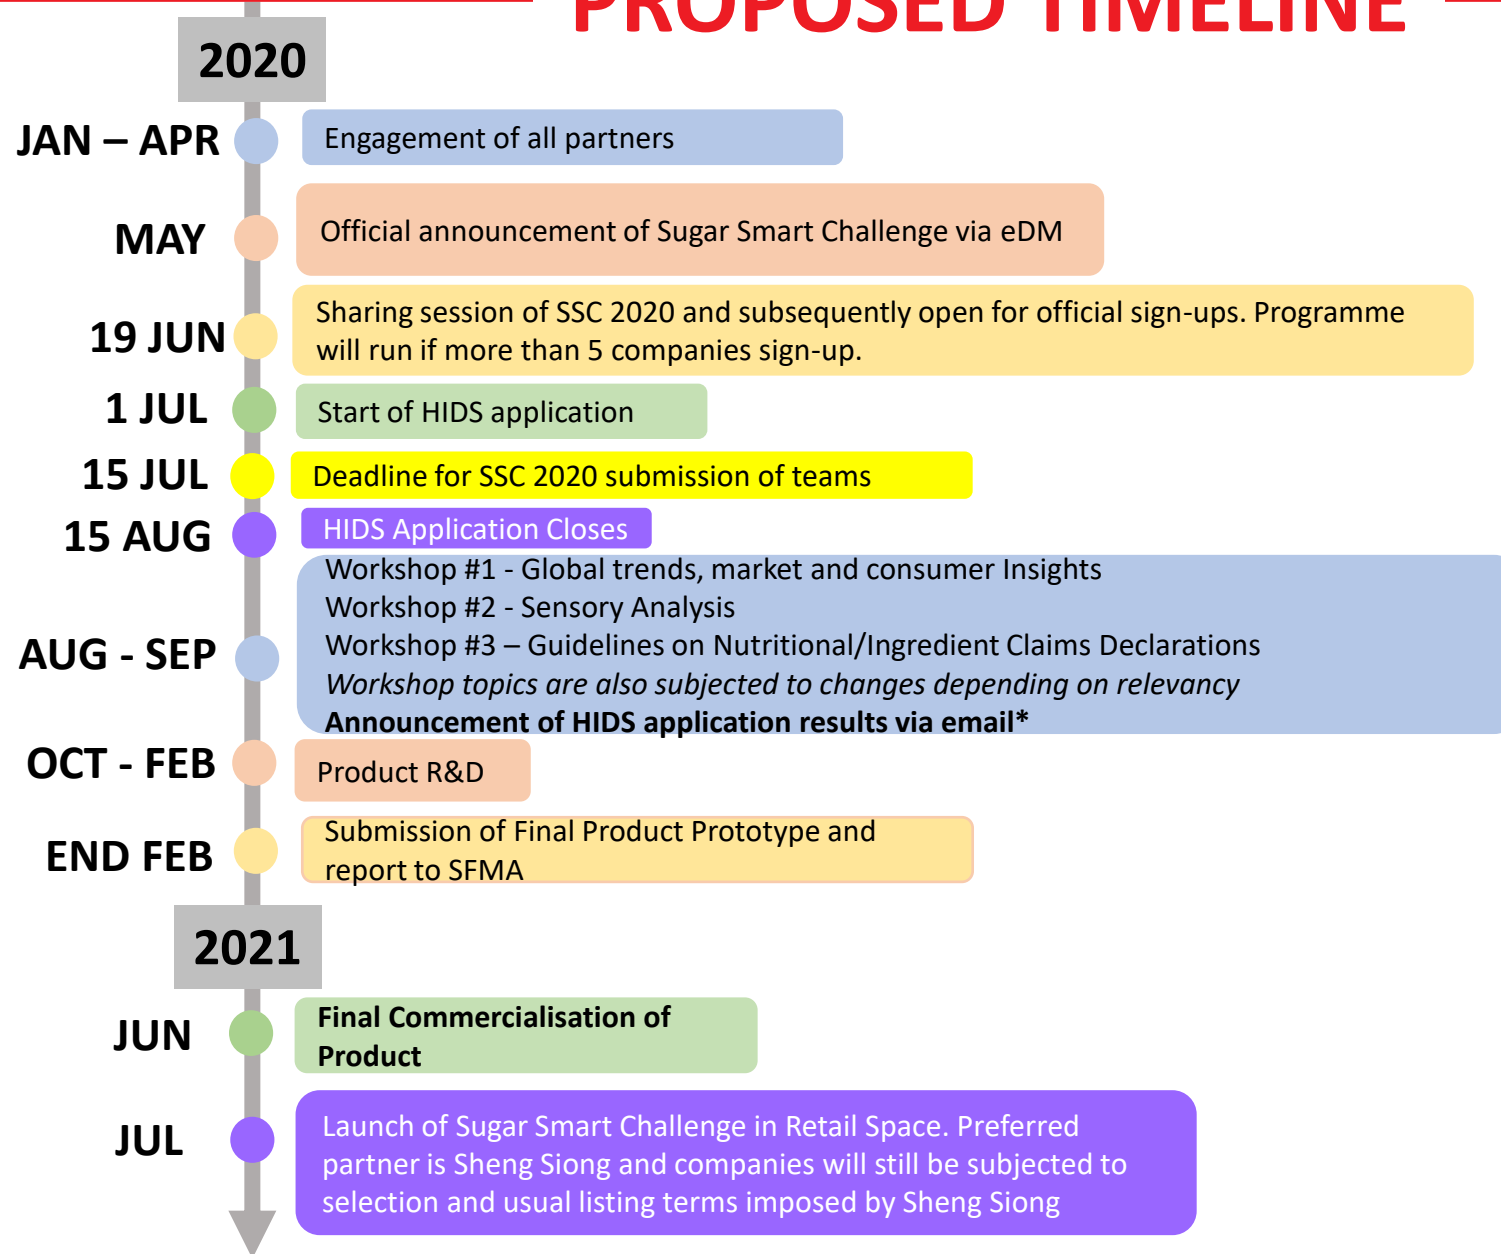 PROPOSED TIMELINE
2020
JAN – APR
Engagement of all partners
MAY
Official announcement of Sugar Smart Challenge via eDM
19 JUN
Sharing session of SSC 2020 and subsequently open for official sign-ups. Programme
will run if more than 5 companies sign-up.
1 JUL
Start of HIDS application
15 JUL
Deadline for SSC 2020 submission of teams
15 AUG
HIDS Application Closes
AUG - SEP
Workshop #1 - Global trends, market and consumer Insights
Workshop #2 - Sensory Analysis
Workshop #3 – Guidelines on Nutritional/Ingredient Claims Declarations
Workshop topics are also subjected to changes depending on relevancy
Announcement of HIDS application results via email*
OCT - FEB
Product R&D
END FEB
Submission of Final Product Prototype and
report to SFMA
2021
JUN
Final Commercialisation of
Product
JUL
Launch of Sugar Smart Challenge in Retail Space. Preferred
partner is Sheng Siong and companies will still be subjected to
selection and usual listing terms imposed by Sheng Siong